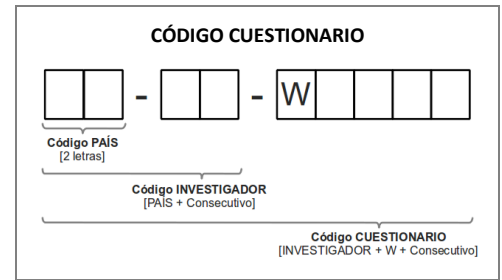 CÓDIGO CUESTIONARIO
- - W
Código PAÍS
[2 letras]
Código INVESTIGADOR
[PAÍS + Consecutivo]
Código CUESTIONARIO
[INVESTIGADOR + W + Consecutivo]